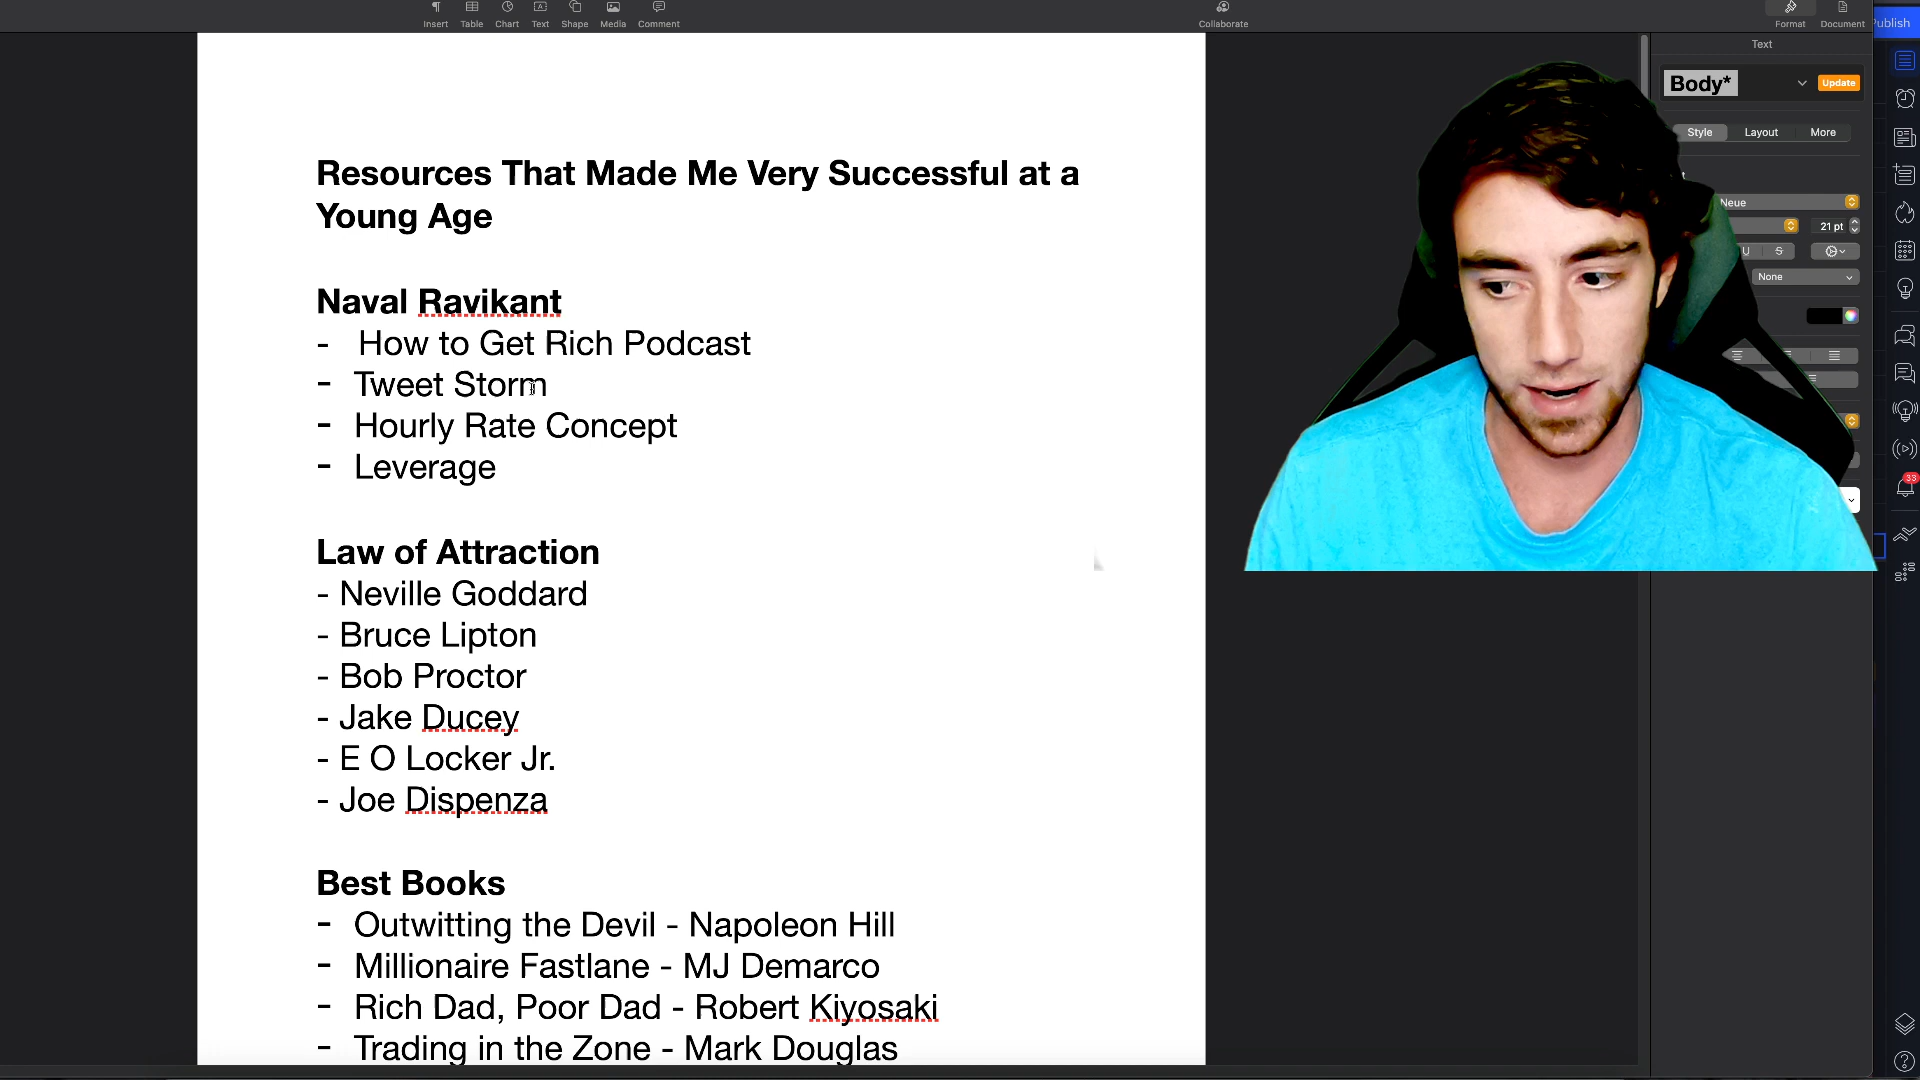 Insert Table Chart Text Shape Media Comment Collaborate Format Document
Publish
Text
Body* Update
Style Layout More
Neue
21 pt
U S
None
33
Resources That Made Me Very Successful at a
Young Age
Naval Ravikant
- How to Get Rich Podcast
- Tweet Storm
- Hourly Rate Concept
- Leverage
Law of Attraction
- Neville Goddard
- Bruce Lipton
- Bob Proctor
- Jake Ducey
- E O Locker Jr.
- Joe Dispenza
Best Books
- Outwitting the Devil - Napoleon Hill
- Millionaire Fastlane - MJ Demarco
- Rich Dad, Poor Dad - Robert Kiyosaki
- Trading in the Zone - Mark Douglas